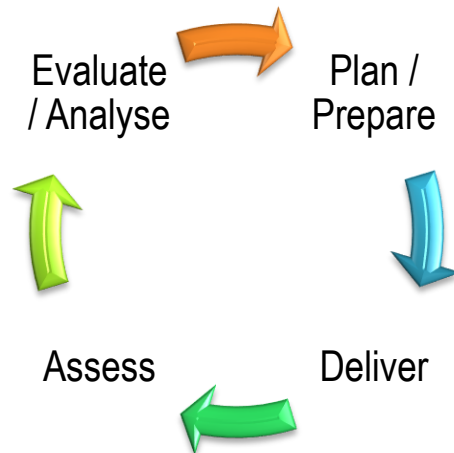 Evaluate
/ Analyse
Plan /
Prepare
Deliver
Assess